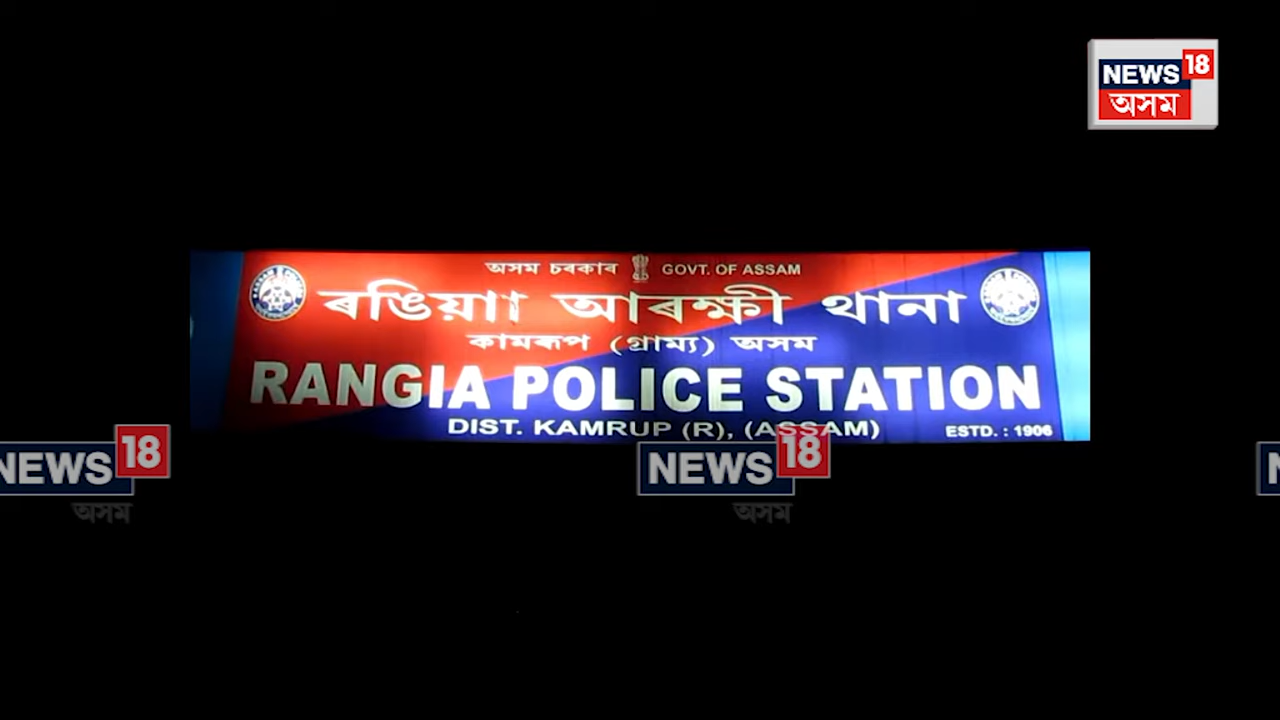 NEWS 18
অসম
অসম চৰকাৰ GOVT. OF ASSAM
ৰঙিয়াা আৰক্ষী থানা
কামৰূপ (গ্ৰাম্য) অসম
RANGIA POLICE STATION
DIST. KAMRUP (R), (ASSAM) ESTD. : 1906
NEWS 18 NEWS 18
অসম অসম